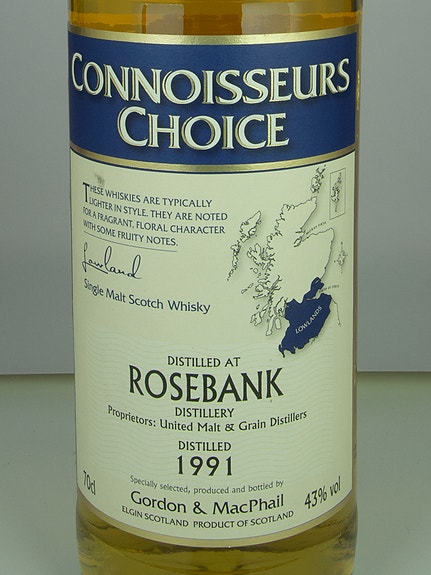 CONNOISSEURS
CHOICE
THESE WHISKIES ARE TYPICALLY
LIGHTER IN STYLE. THEY ARE NOTED
FOR A FRAGRANT, FLORAL CHARACTER
WITH SOME FRUITY NOTES.
Lowland
Single Malt Scotch Whisky
LOWLANDS
DISTILLED AT
ROSEBANK
DISTILLERY
Proprietors: United Malt & Grain Distillers
DISTILLED
1991
Specially selected, produced and bottled by
70cl
Gordon & MacPhail
43% vol
ELGIN SCOTLAND PRODUCT OF SCOTLAND